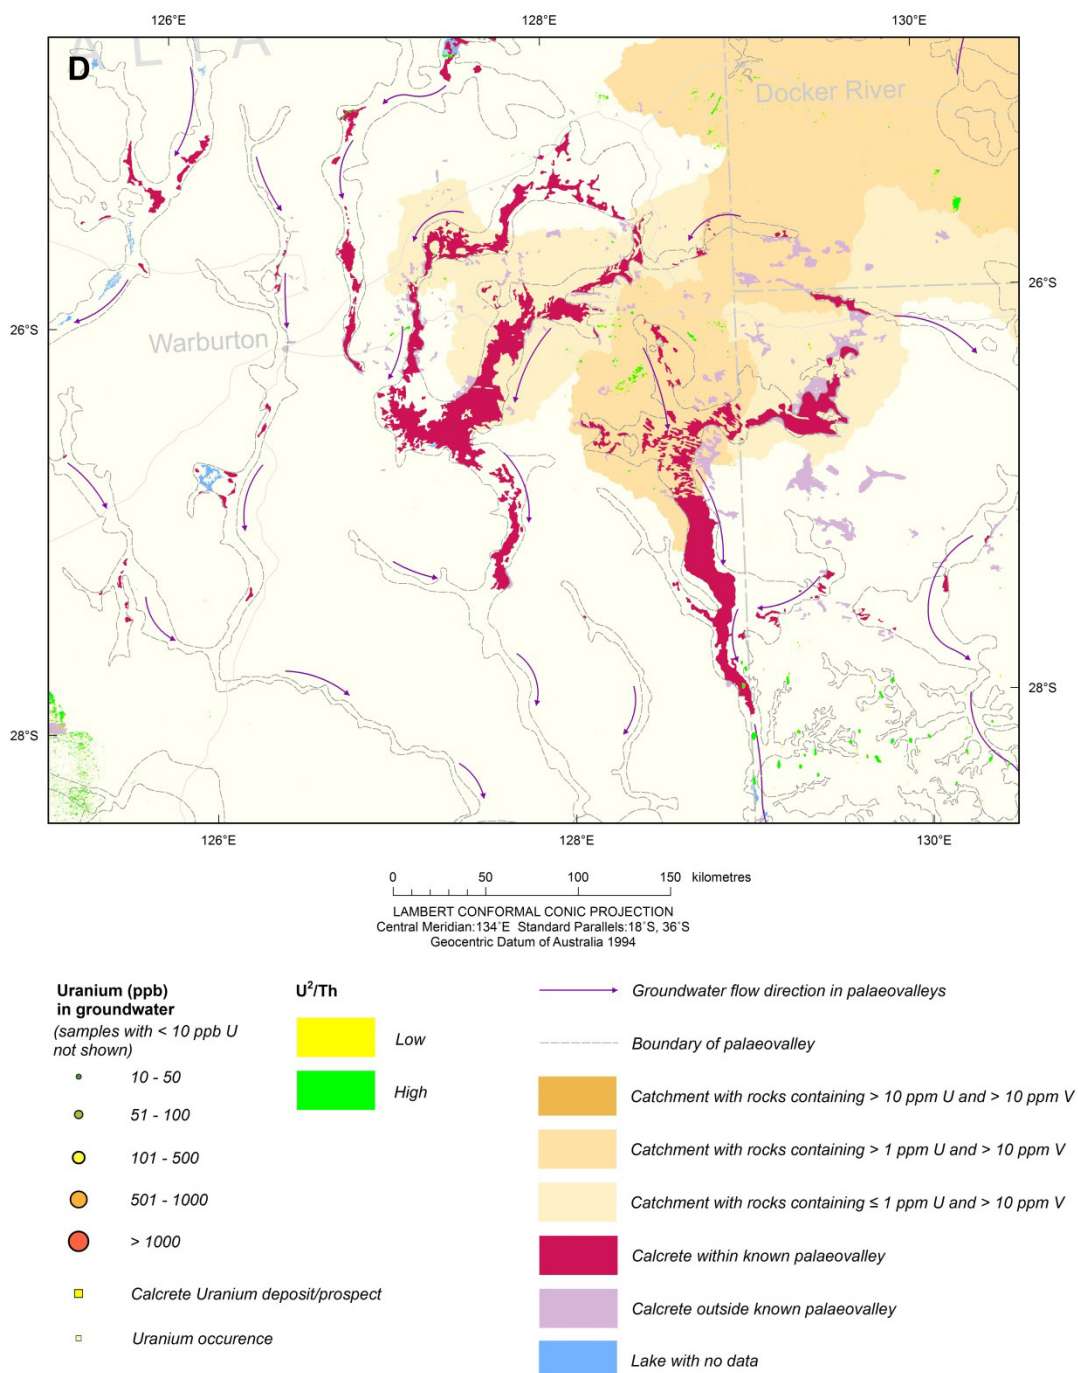 126°E 128°E 130°E
D
ALIA
Docker River
26°S
26°S
Warburton
28°S
28°S
126°E 128°E 130°E
0 50 100 150 kilometres
LAMBERT CONFORMAL CONIC PROJECTION
Central Meridian:134°E Standard Parallels:18°S, 36°S
Geocentric Datum of Australia 1994
Uranium (ppb)
in groundwater
(samples with < 10 ppb U
not shown)
10 - 50
51 - 100
101 - 500
501 - 1000
> 1000
Calcrete Uranium deposit/prospect
Uranium occurence
U²/Th
Low
High
Groundwater flow direction in palaeovalleys
Boundary of palaeovalley
Catchment with rocks containing > 10 ppm U and > 10 ppm V
Catchment with rocks containing > 1 ppm U and > 10 ppm V
Catchment with rocks containing ≤ 1 ppm U and > 10 ppm V
Calcrete within known palaeovalley
Calcrete outside known palaeovalley
Lake with no data